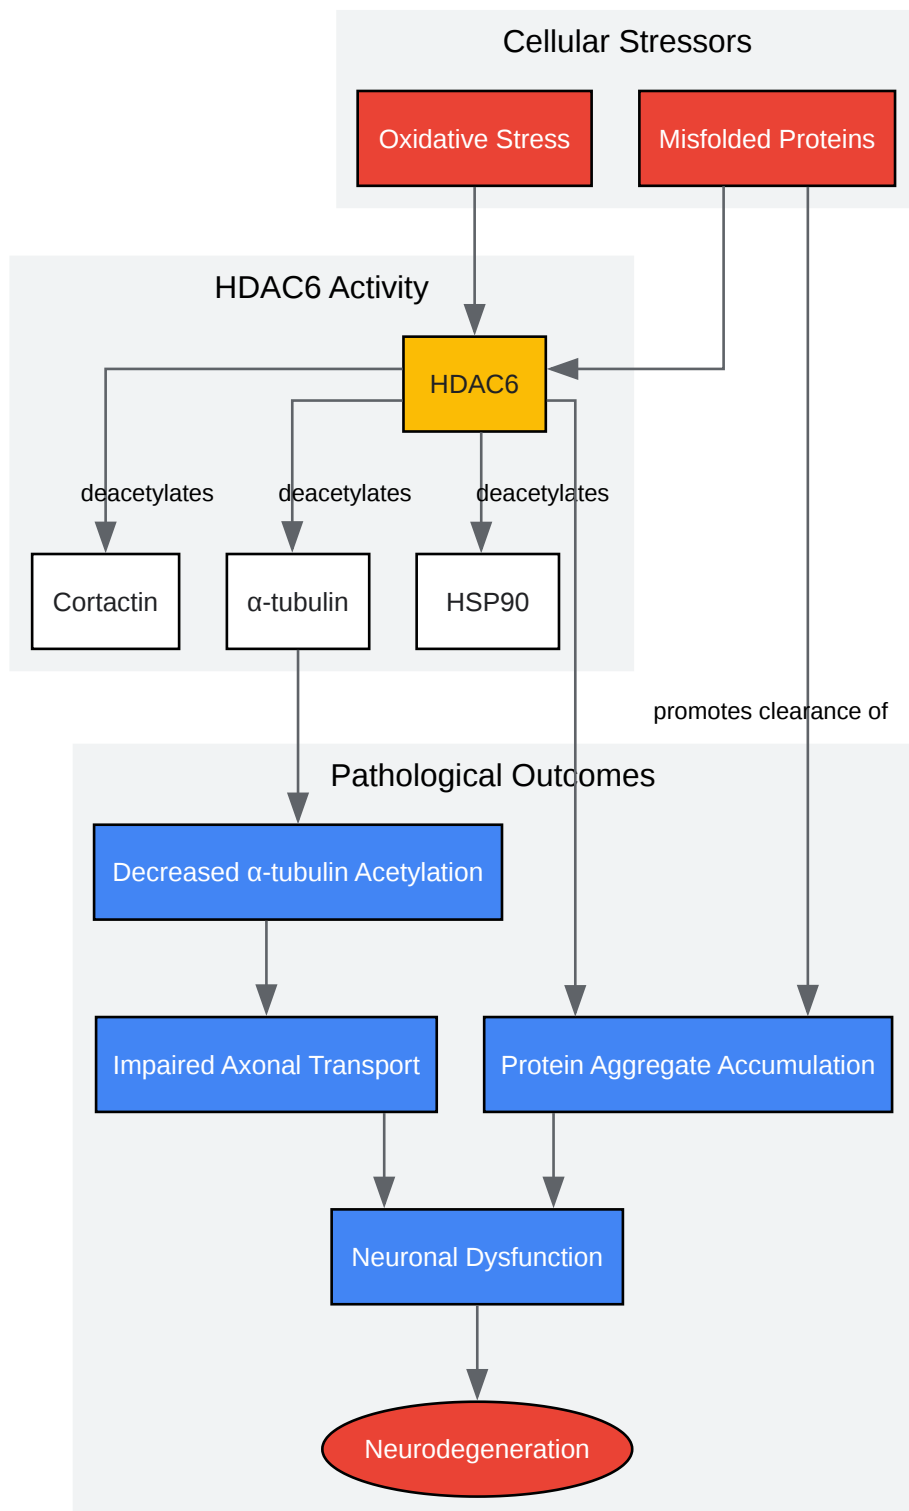 Cellular Stressors
Oxidative Stress
Misfolded Proteins
HDAC6 Activity
HDAC6
deacetylates
deacetylates
deacetylates
Cortactin
α-tubulin
HSP90
promotes clearance of
Pathological Outcomes
Decreased α-tubulin Acetylation
Impaired Axonal Transport
Protein Aggregate Accumulation
Neuronal Dysfunction
Neurodegeneration